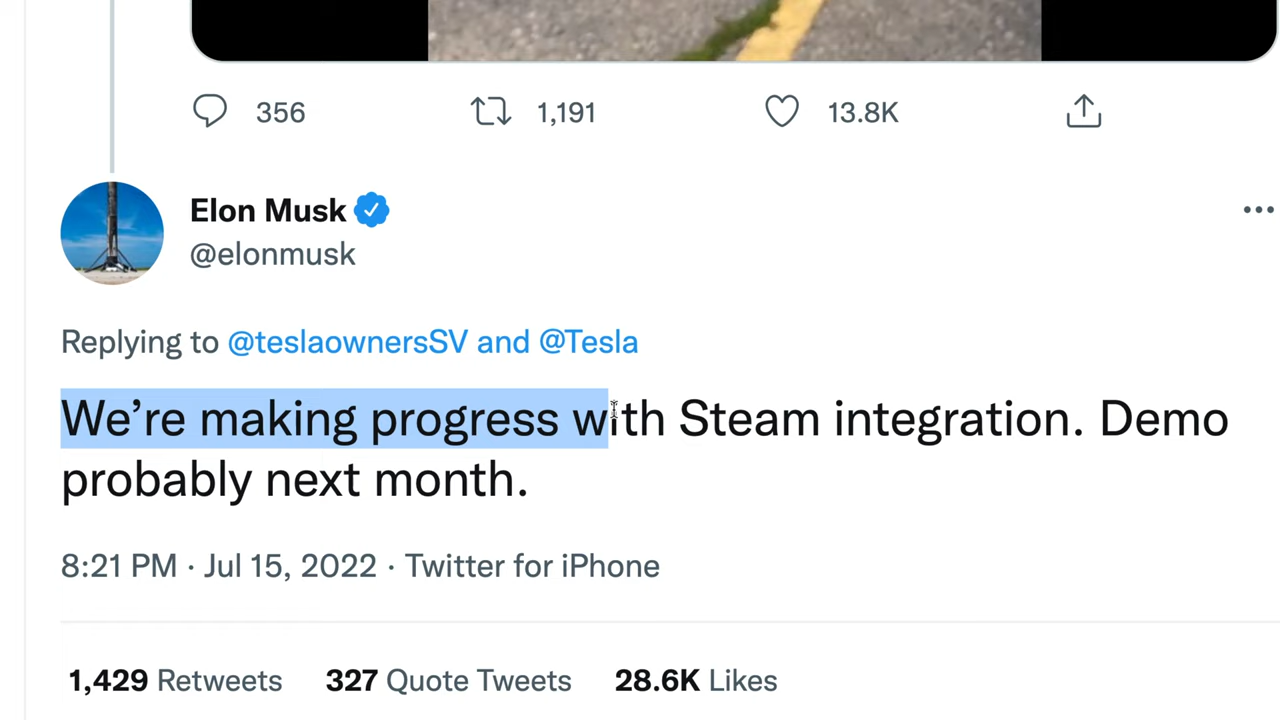 356 1,191 13.8K
Elon Musk
@elonmusk
Replying to @teslaownersSV and @Tesla
We’re making progress with Steam integration. Demo
probably next month.
8:21 PM · Jul 15, 2022 · Twitter for iPhone
1,429 Retweets 327 Quote Tweets 28.6K Likes